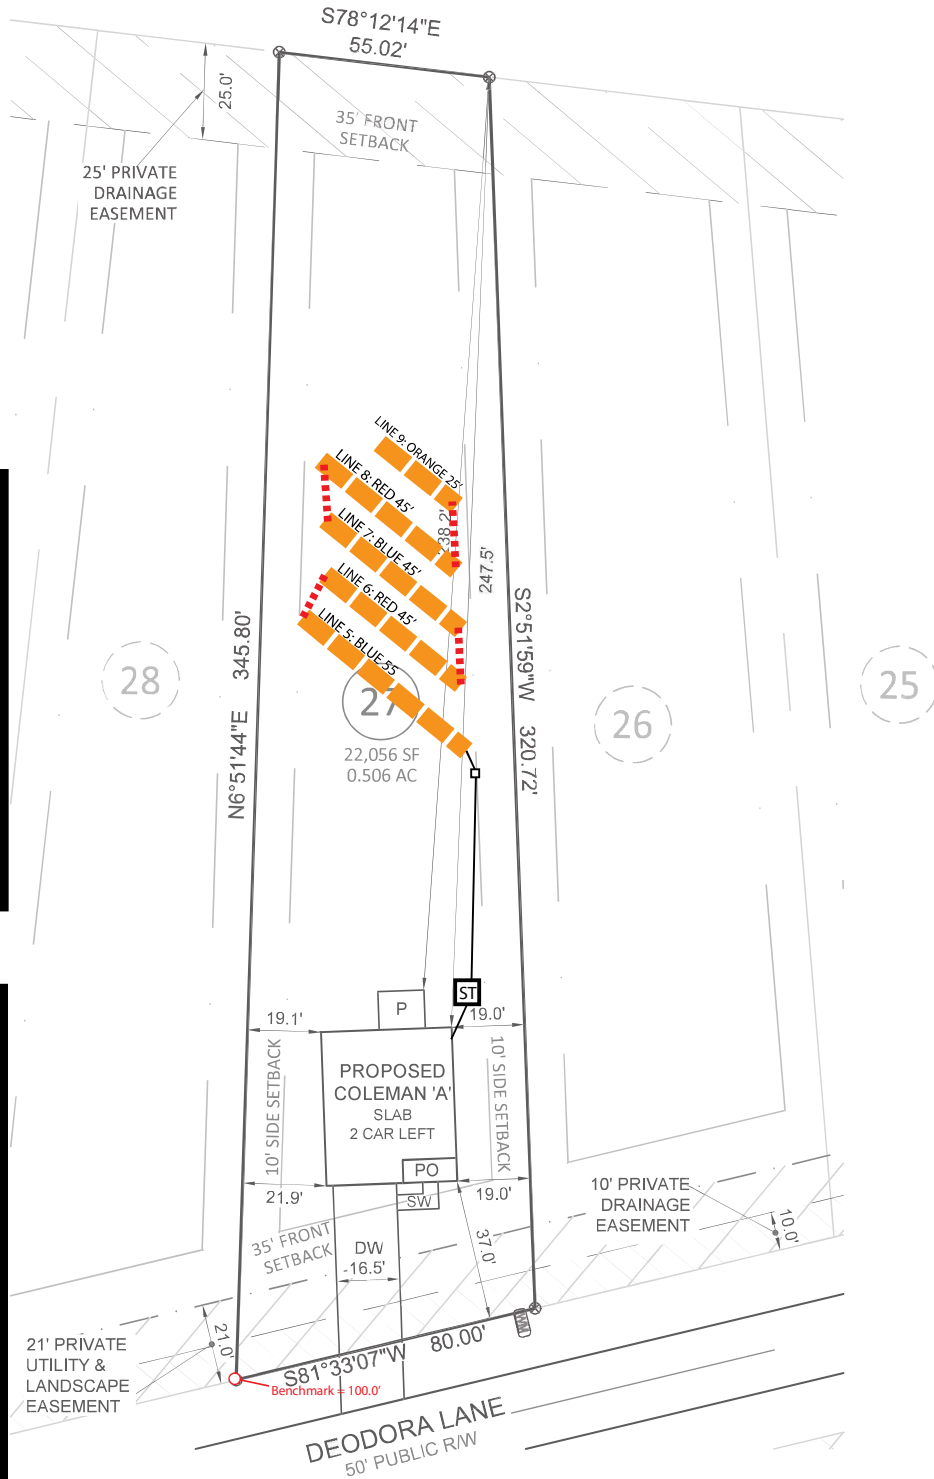 S78°12'14"E
55.02'
25.0'
35' FRONT
SETBACK
25' PRIVATE
DRAINAGE
EASEMENT
LINE 9: ORANGE 25'
LINE 8: RED 45'
238.2'
LINE 7: BLUE 45'
247.5'
LINE 6: RED 45'
LINE 5: BLUE 55
N6°51'44"E 345.80'
S2°51'59"W 320.72'
28
27
26
25
22,056 SF
0.506 AC
P
ST
19.1'
19.0'
10' SIDE SETBACK
10' SIDE SETBACK
PROPOSED
COLEMAN 'A'
SLAB
2 CAR LEFT
PO
SW
21.9'
19.0'
10' PRIVATE
DRAINAGE
EASEMENT
10.0'
35' FRONT
SETBACK
DW
16.5'
37.0'
21.0'
21' PRIVATE
UTILITY &
LANDSCAPE
EASEMENT
S81°33'07"W 80.00'
WM
Benchmark = 100.0'
DEODORA LANE
50' PUBLIC R/W